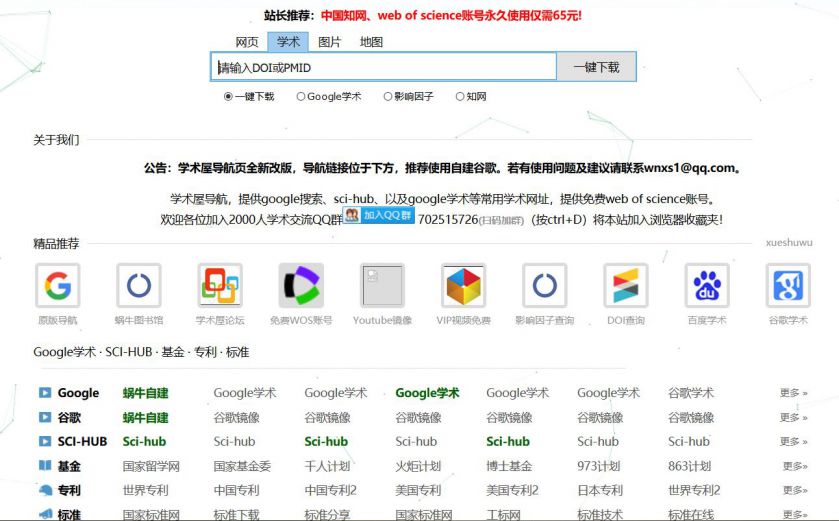 站长推荐：中国知网、web of science账号永久使用仅需65元!
网页 学术 图片 地图
请输入DOI或PMID 一键下载
一键下载 Google学术 影响因子 知网
关于我们
公告：学术屋导航页全新改版，导航链接位于下方，推荐使用自建谷歌。若有使用问题及建议请联系wnxs1@qq.com。
学术屋导航，提供google搜索、sci-hub、以及google学术等常用学术网址，提供免费web of science账号。
欢迎各位加入2000人学术交流QQ群 加入QQ群 702515726(扫码加群)（按ctrl+D）将本站加入浏览器收藏夹!
精品推荐 xueshuwu
原版导航 蜗牛图书馆 学术屋论坛 免费WOS账号 Youtube镜像 VIP视频免费 影响因子查询 DOI查询 百度学术 谷歌学术
Google学术 · SCI-HUB · 基金 · 专利 · 标准
Google 蜗牛自建 Google学术 Google学术 Google学术 Google学术 Google学术 谷歌学术 更多 »
谷歌 蜗牛自建 谷歌镜像 谷歌镜像 谷歌镜像 谷歌镜像 谷歌镜像 谷歌镜像 更多 »
SCI-HUB Sci-hub Sci-hub Sci-hub Sci-hub Sci-hub Sci-hub Sci-hub 更多 »
基金 国家留学网 国家基金委 千人计划 火炬计划 博士基金 973计划 863计划 更多»
专利 世界专利 中国专利 中国专利2 美国专利 美国专利2 日本专利 世界专利2 更多»
标准 国家标准网 标准下载 标准分享 国家标准网 工标网 标准技术 标准在线 更多»